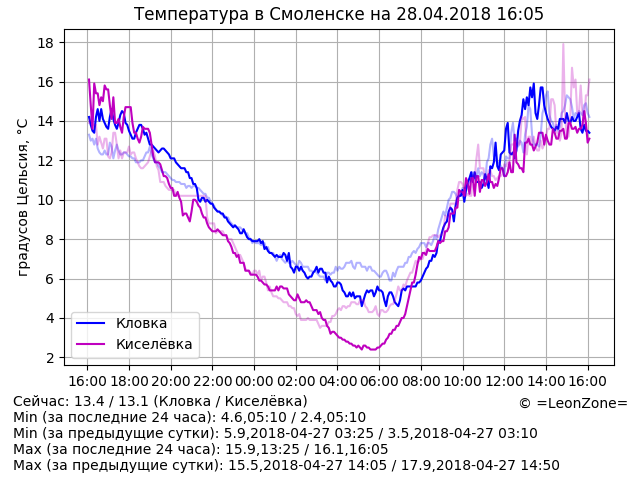 Температура в Смоленске на 28.04.2018 16:05
градусов Цельсия, °C
18
16
14
12
10
8
6
4
2
Кловка
Киселёвка
16:00 18:00 20:00 22:00 00:00 02:00 04:00 06:00 08:00 10:00 12:00 14:00 16:00
Сейчас: 13.4 / 13.1 (Кловка / Киселёвка)
© =LeonZone=
Min (за последние 24 часа): 4.6,05:10 / 2.4,05:10
Min (за предыдущие сутки): 5.9,2018-04-27 03:25 / 3.5,2018-04-27 03:10
Max (за последние 24 часа): 15.9,13:25 / 16.1,16:05
Max (за предыдущие сутки): 15.5,2018-04-27 14:05 / 17.9,2018-04-27 14:50